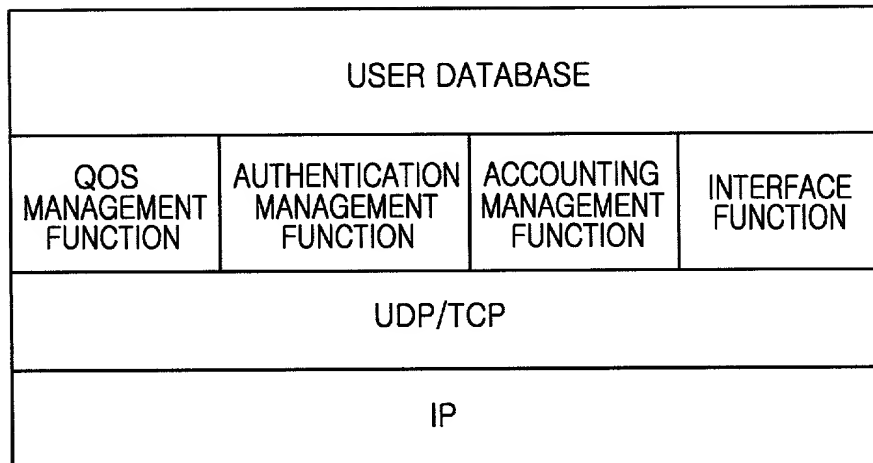 USER DATABASE
QOS
MANAGEMENT
FUNCTION
AUTHENTICATION
MANAGEMENT
FUNCTION
ACCOUNTING
MANAGEMENT
FUNCTION
INTERFACE
FUNCTION
UDP/TCP
IP